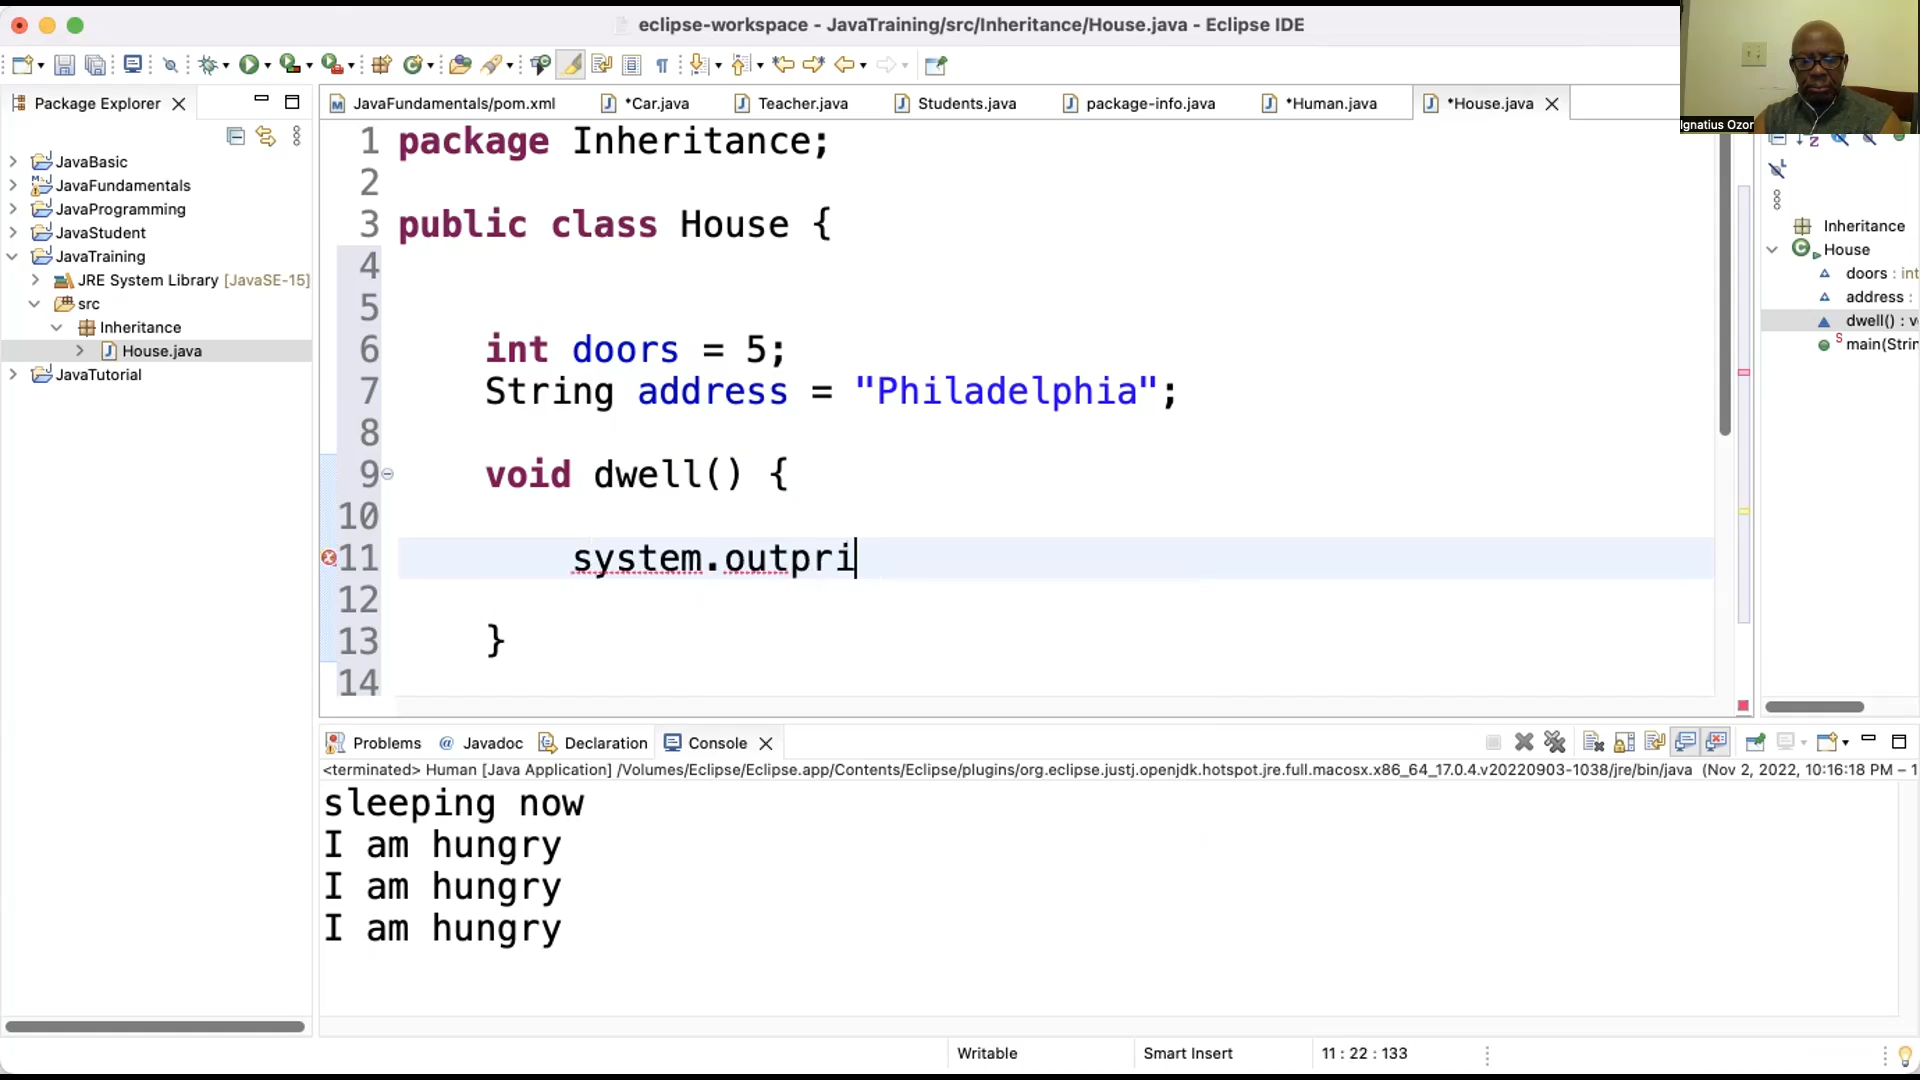 eclipse-workspace - JavaTraining/src/Inheritance/House.java - Eclipse IDE
Ignatius Ozor
Package Explorer
JavaFundamentals/pom.xml
*Car.java
Teacher.java
Students.java
package-info.java
*Human.java
*House.java
JavaBasic
JavaFundamentals
JavaProgramming
JavaStudent
JavaTraining
JRE System Library [JavaSE-15]
src
Inheritance
House.java
JavaTutorial
1 package Inheritance;
2
3 public class House {
4
5
6 int doors = 5;
7 String address = "Philadelphia";
8
9 void dwell() {
10
11 system.outpri
12
13 }
14
Inheritance
House
doors : int
address :
dwell() : v
main(Strin
Problems
@ Javadoc
Declaration
Console
<terminated> Human [Java Application] /Volumes/Eclipse/Eclipse.app/Contents/Eclipse/plugins/org.eclipse.justj.openjdk.hotspot.jre.full.macosx.x86_64_17.0.4.v20220903-1038/jre/bin/java (Nov 2, 2022, 10:16:18 PM – 1
sleeping now
I am hungry
I am hungry
I am hungry
Writable
Smart Insert
11 : 22 : 133